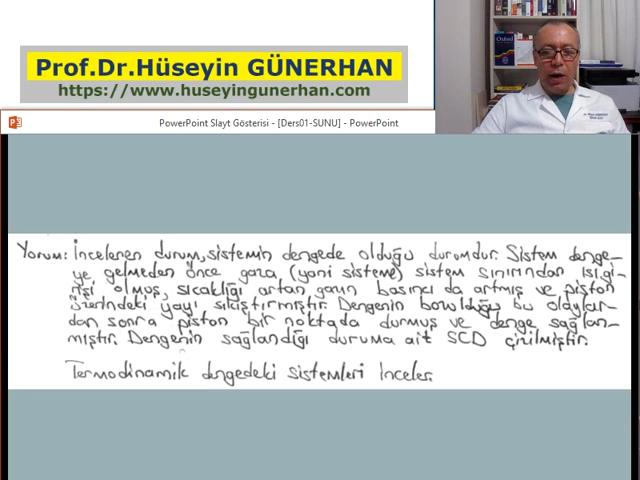 Prof.Dr.Hüseyin GÜNERHAN
https://www.huseyingunerhan.com
PowerPoint Slayt Gösterisi - [Ders01-SUNU] - PowerPoint
Yorum: İncelenen durum, sistemin dengede olduğu durumdur. Sistem denge-
ye gelmeden önce gaza (yani sisteme) sistem sınırından ısı gi-
rişi olmuş, sıcaklığı artan gazın basıncı da artmış ve piston
üzerindeki yayı sıkıştırmıştır. Dengenin bozulduğu bu olaylar-
dan sonra piston bir noktada durmuş ve denge sağlan-
mıştır. Dengenin sağlandığı duruma ait SCD çizilmiştir.
Termodinamik dengedeki sistemleri inceler.
Oxford